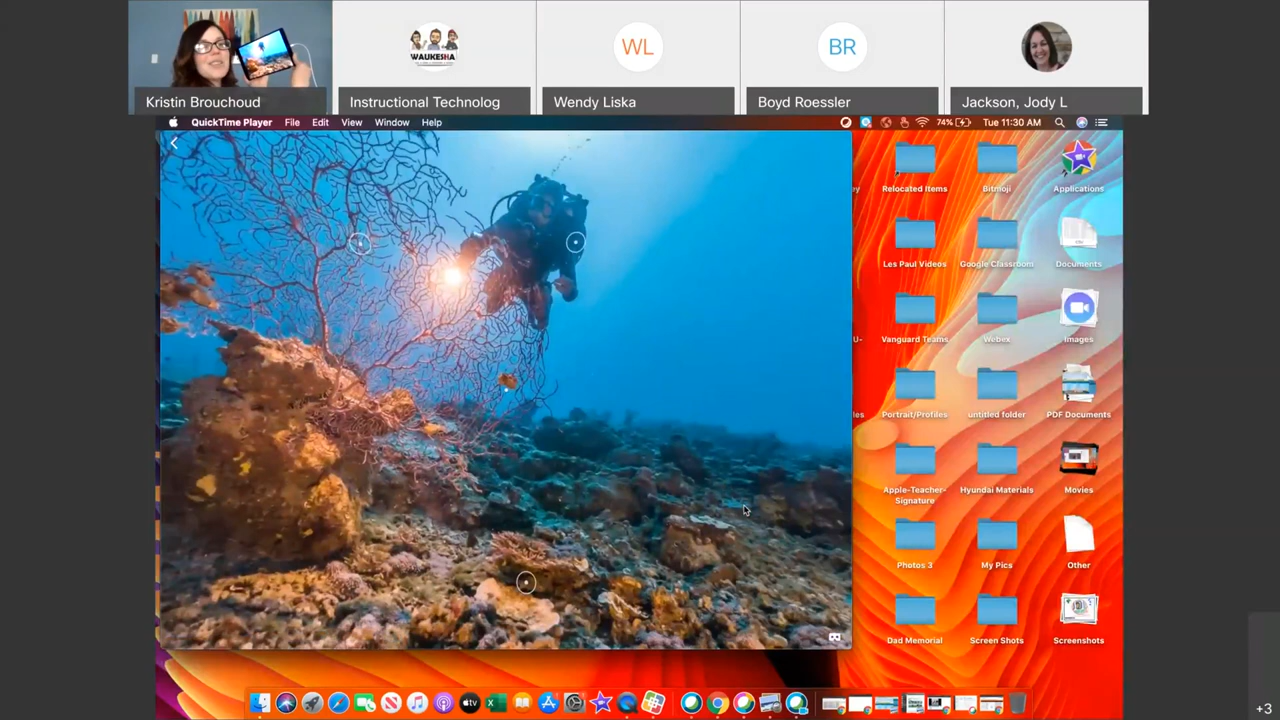 WAUKESHA
WL
BR
Kristin Brouchoud
Instructional Technolog
Wendy Liska
Boyd Roessler
Jackson, Jody L
QuickTime Player File Edit View Window Help
74% Tue 11:30 AM
Relocated Items
Bitmoji
Applications
Les Paul Videos
Google Classroom
Documents
Vanguard Teams
Webex
Images
Portrait/Profiles
untitled folder
PDF Documents
Apple-Teacher-
Signature
Hyundai Materials
Movies
Photos 3
My Pics
Other
Dad Memorial
Screen Shots
Screenshots
tv
+3